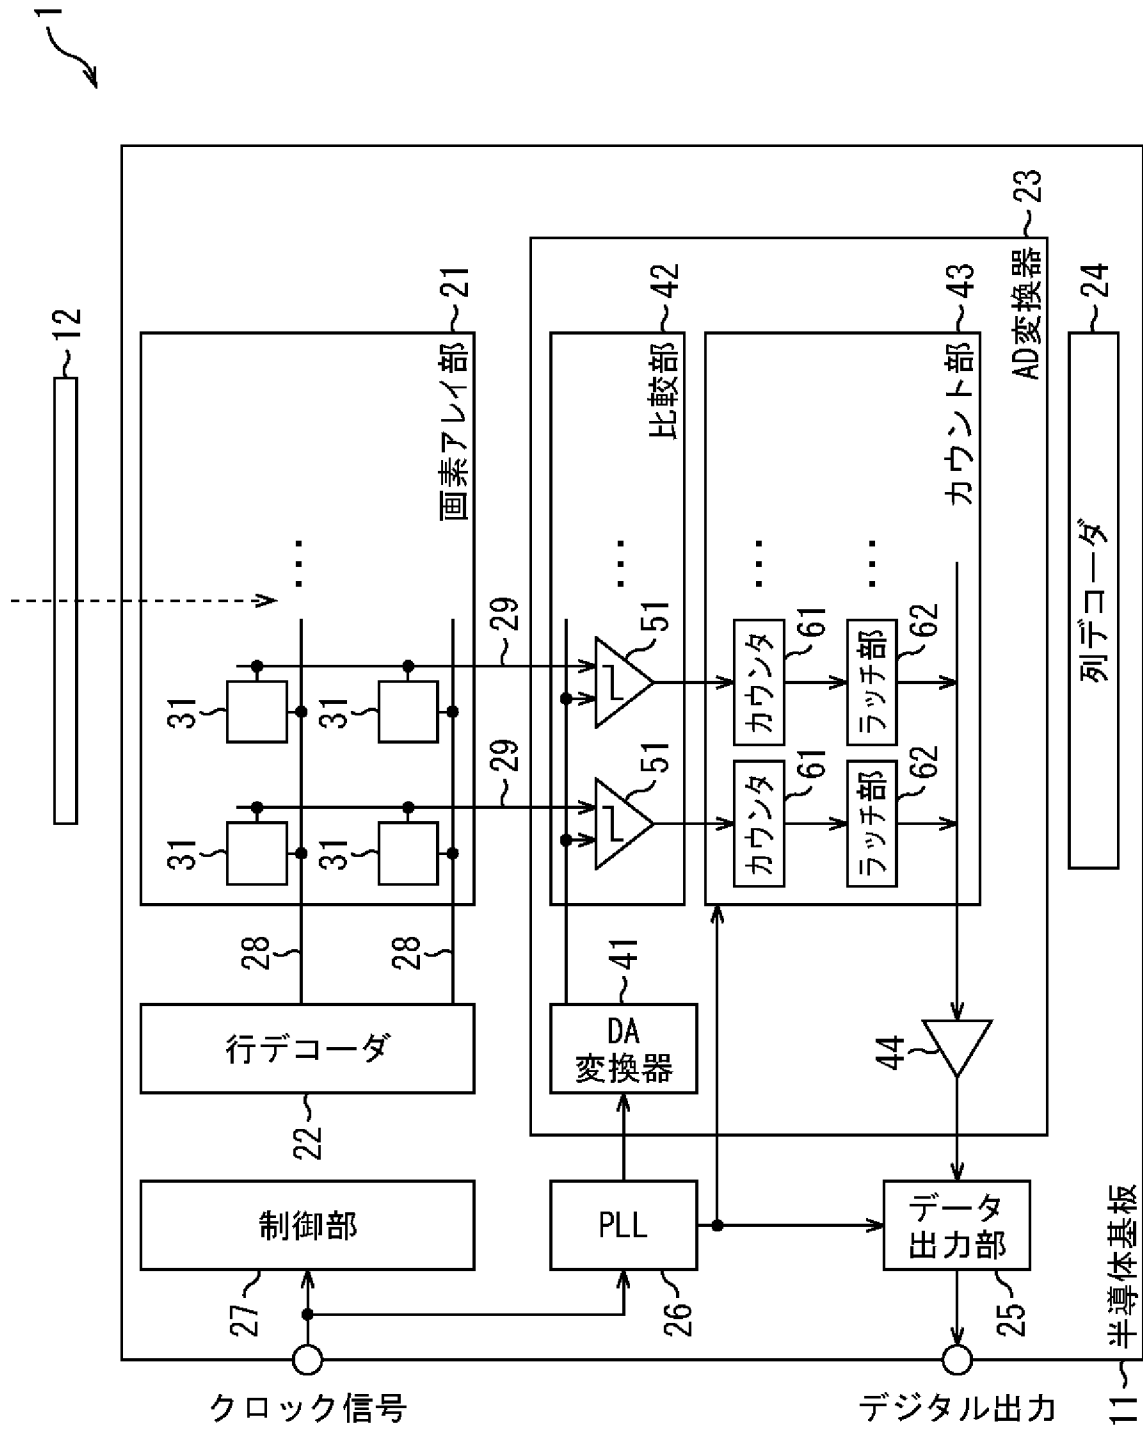 1
12
画素アレイ部
21
31
31
31
31
29
29
28
28
行デコーダ
22
制御部
27
クロック信号
AD変換器
23
比較部
42
51
51
DA
変換器
41
カウント部
43
カウンタ
61
カウンタ
61
ラッチ部
62
ラッチ部
62
...
...
...
...
44
列デコーダ
24
PLL
26
データ
出力部
25
デジタル出力
11
半導体基板